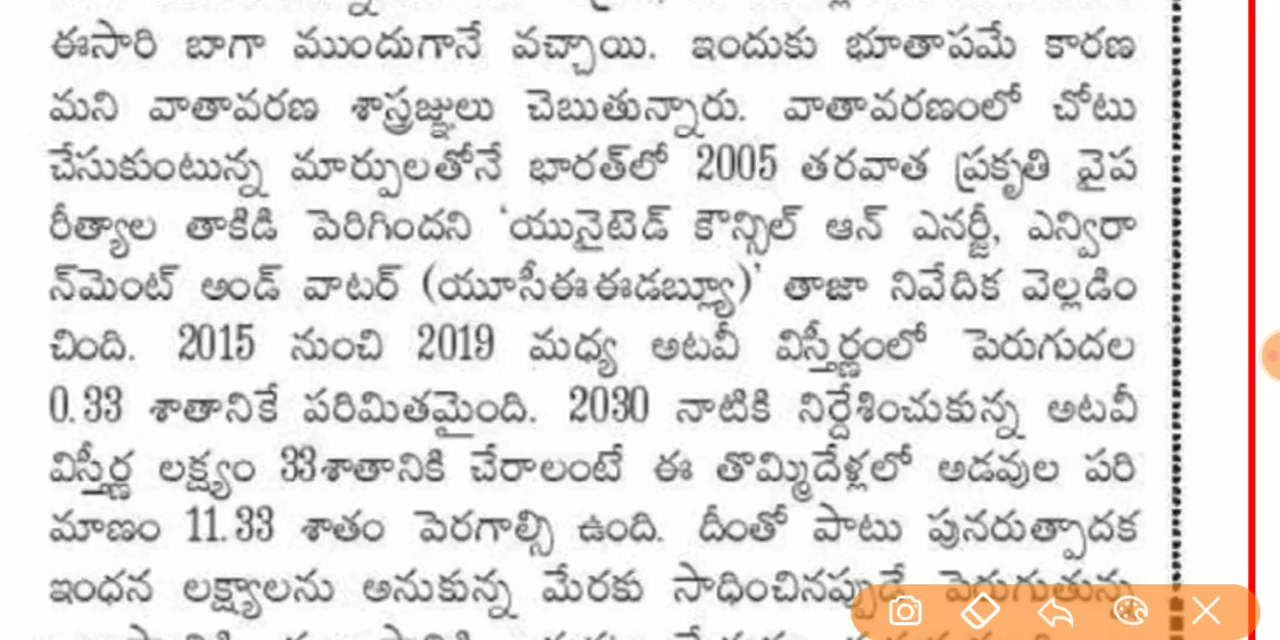 ఈసారి బాగా ముందుగానే వచ్చాయి. ఇందుకు భూతాపమే కారణ
మని వాతావరణ శాస్త్రజ్ఞులు చెబుతున్నారు. వాతావరణంలో చోటు
చేసుకుంటున్న మార్పులతోనే భారత్‌లో 2005 తరవాత ప్రకృతి వైప
రీత్యాల తాకిడి పెరిగిందని ‘యునైటెడ్ కౌన్సిల్ ఆన్ ఎనర్జీ, ఎన్విరా
న్‌మెంట్ అండ్ వాటర్ (యూసీఈఈడబ్ల్యూ)’ తాజా నివేదిక వెల్లడిం
చింది. 2015 నుంచి 2019 మధ్య అటవీ విస్తీర్ణంలో పెరుగుదల
0.33 శాతానికే పరిమితమైంది. 2030 నాటికి నిర్దేశించుకున్న అటవీ
విస్తీర్ణ లక్ష్యం 33శాతానికి చేరాలంటే ఈ తొమ్మిదేళ్లలో అడవుల పరి
మాణం 11.33 శాతం పెరగాల్సి ఉంది. దీంతో పాటు పునరుత్పాదక
ఇంధన లక్ష్యాలను అనుకున్న మేరకు సాధించినప్పుడే